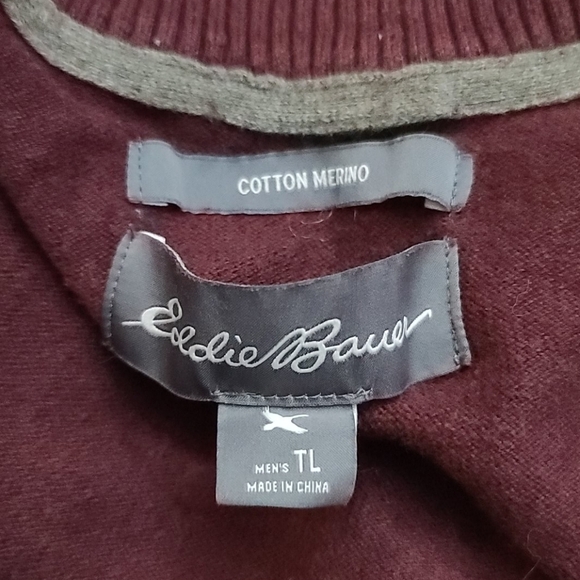 COTTON MERINO
Eddie Bauer
MEN'S TL
MADE IN CHINA